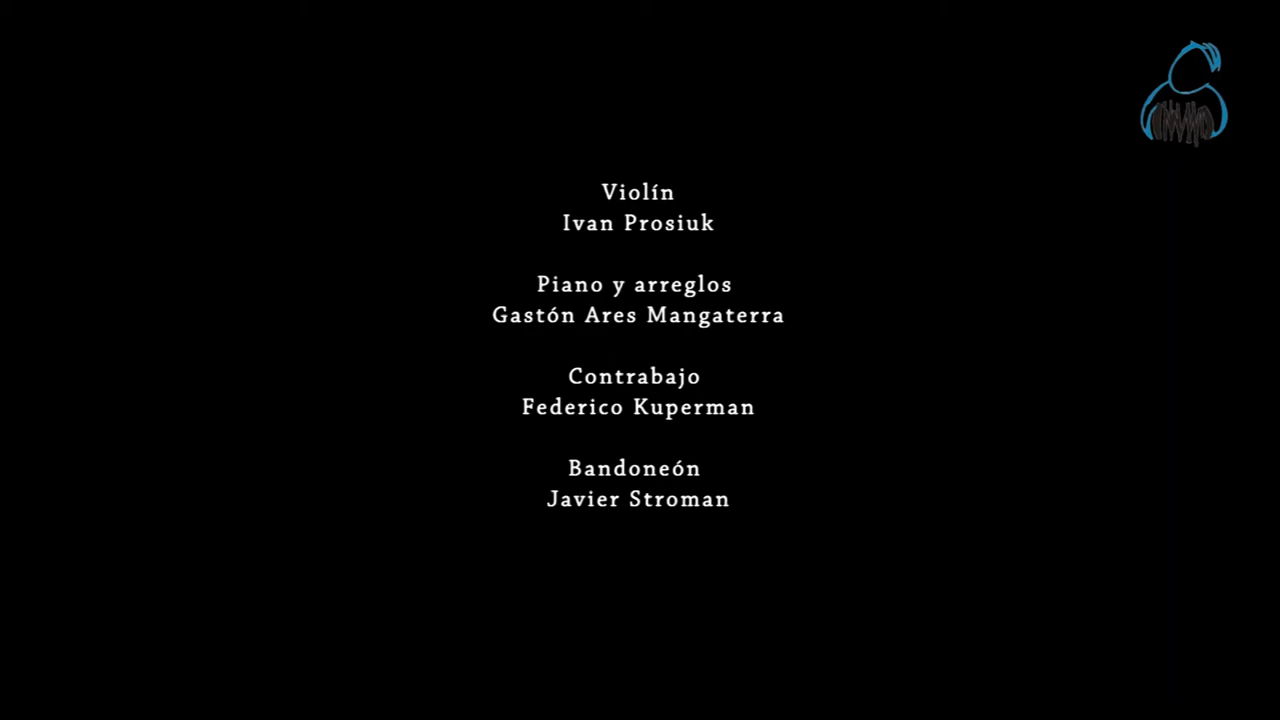 Violín
Ivan Prosiuk
Piano y arreglos
Gastón Ares Mangaterra
Contrabajo
Federico Kuperman
Bandoneón
Javier Stroman